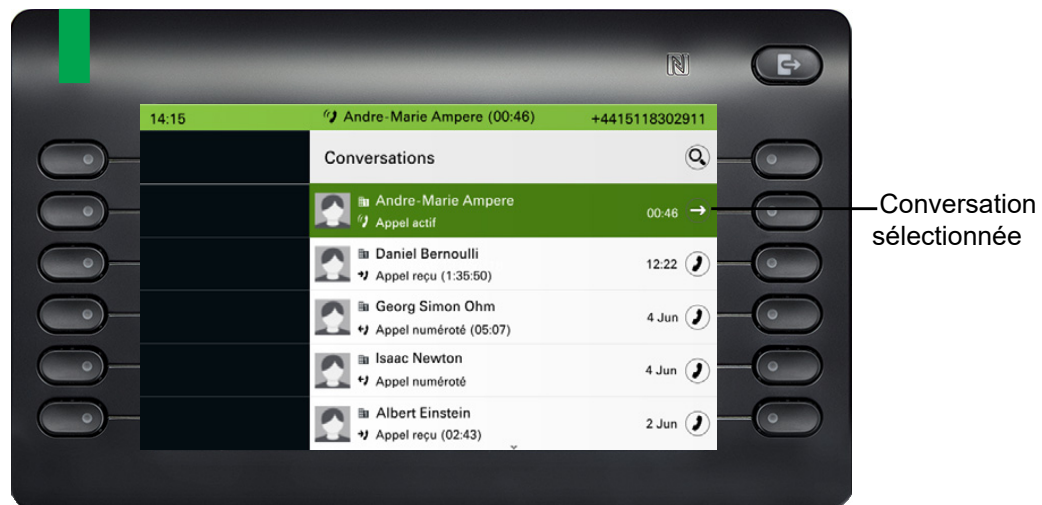 14:15 Andre-Marie Ampere (00:46) +4415118302911
Conversations
Andre-Marie Ampere
Appel actif 00:46
Daniel Bernoulli
Appel reçu (1:35:50) 12:22
Georg Simon Ohm
Appel numéroté (05:07) 4 Jun
Isaac Newton
Appel numéroté 4 Jun
Albert Einstein
Appel reçu (02:43) 2 Jun
Conversation
sélectionnée